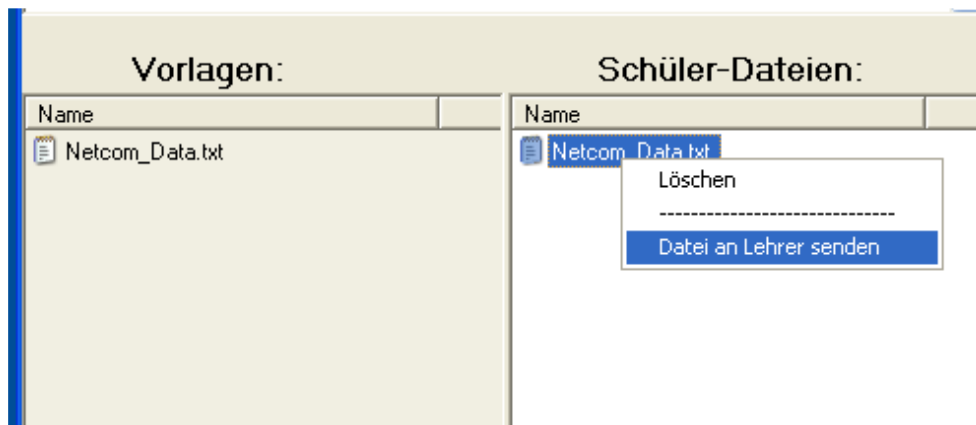 Vorlagen:
Schüler-Dateien:
Name
Name
Netcom_Data.txt
Netcom_Data.txt
Löschen
------------------------------
Datei an Lehrer senden